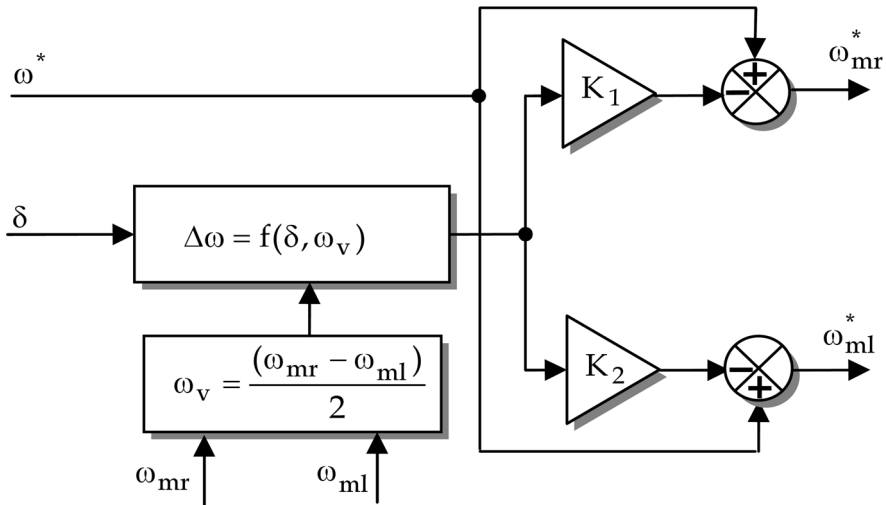 ω*
ω*mr
K1
+
−
δ
Δω = f(δ, ωv)
ωv = (ωmr − ωml) / 2
ω*ml
K2
−
+
ωmr
ωml